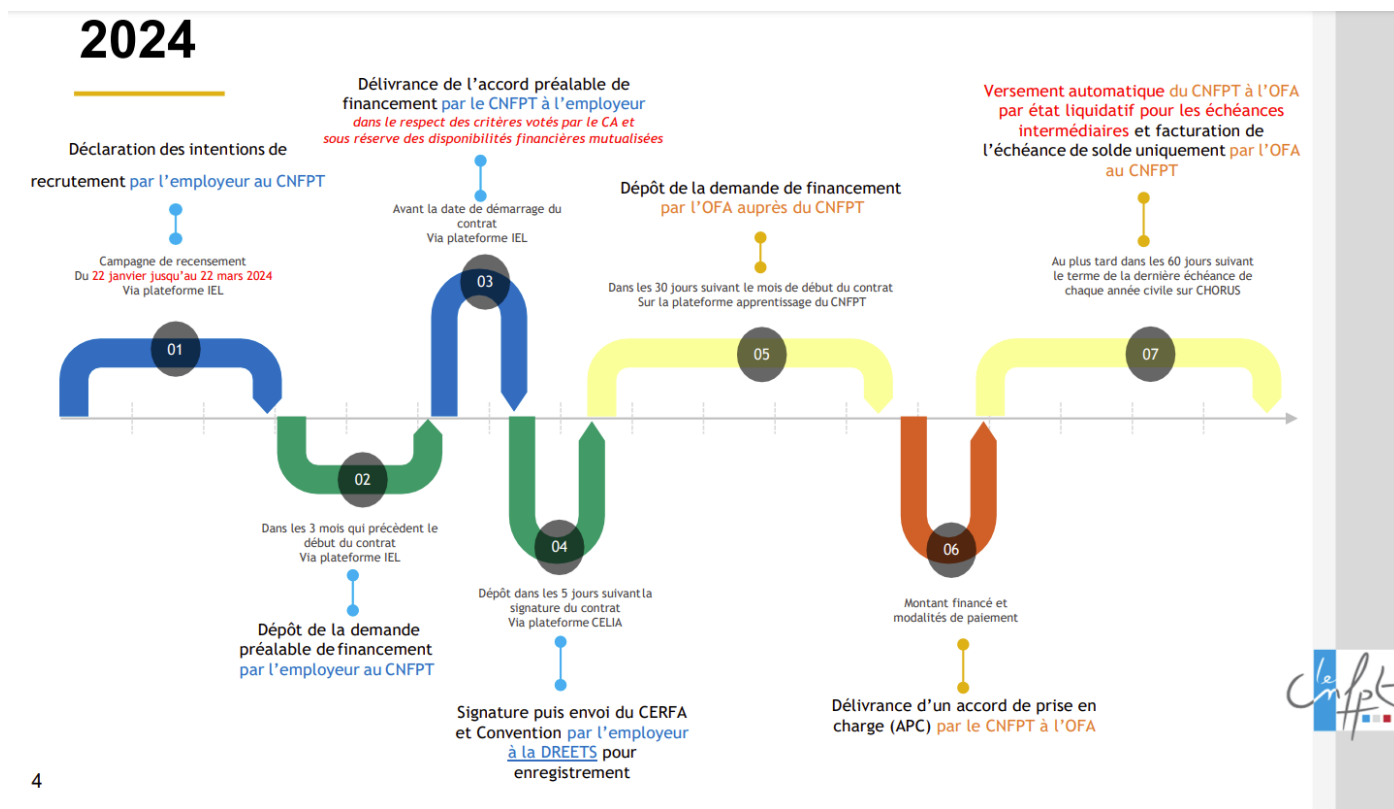 2024
Déclaration des intentions de
recrutement par l'employeur au CNFPT
Campagne de recensement
Du 22 janvier jusqu'au 22 mars 2024
Via plateforme IEL
01
02
Dans les 3 mois qui précèdent le
début du contrat
Via plateforme IEL
Dépôt de la demande
préalable de financement
par l'employeur au CNFPT
Délivrance de l'accord préalable de
financement par le CNFPT à l'employeur
dans le respect des critères votés par le CA et
sous réserve des disponibilités financières mutualisées
Avant la date de démarrage du
contrat
Via plateforme IEL
03
04
Dépôt dans les 5 jours suivant la
signature du contrat
Via plateforme CELIA
Signature puis envoi du CERFA
et Convention par l'employeur
à la DREETS pour
enregistrement
Dépôt de la demande de financement
par l'OFA auprès du CNFPT
Dans les 30 jours suivant le mois de début du contrat
Sur la plateforme apprentissage du CNFPT
05
06
Montant financé et
modalités de paiement
Délivrance d'un accord de prise en
charge (APC) par le CNFPT à l'OFA
Versement automatique du CNFPT à l'OFA
par état liquidatif pour les échéances
intermédiaires et facturation de
l'échéance de solde uniquement par l'OFA
au CNFPT
Au plus tard dans les 60 jours suivant
le terme de la dernière échéance de
chaque année civile sur CHORUS
07
le
cnfpt
4